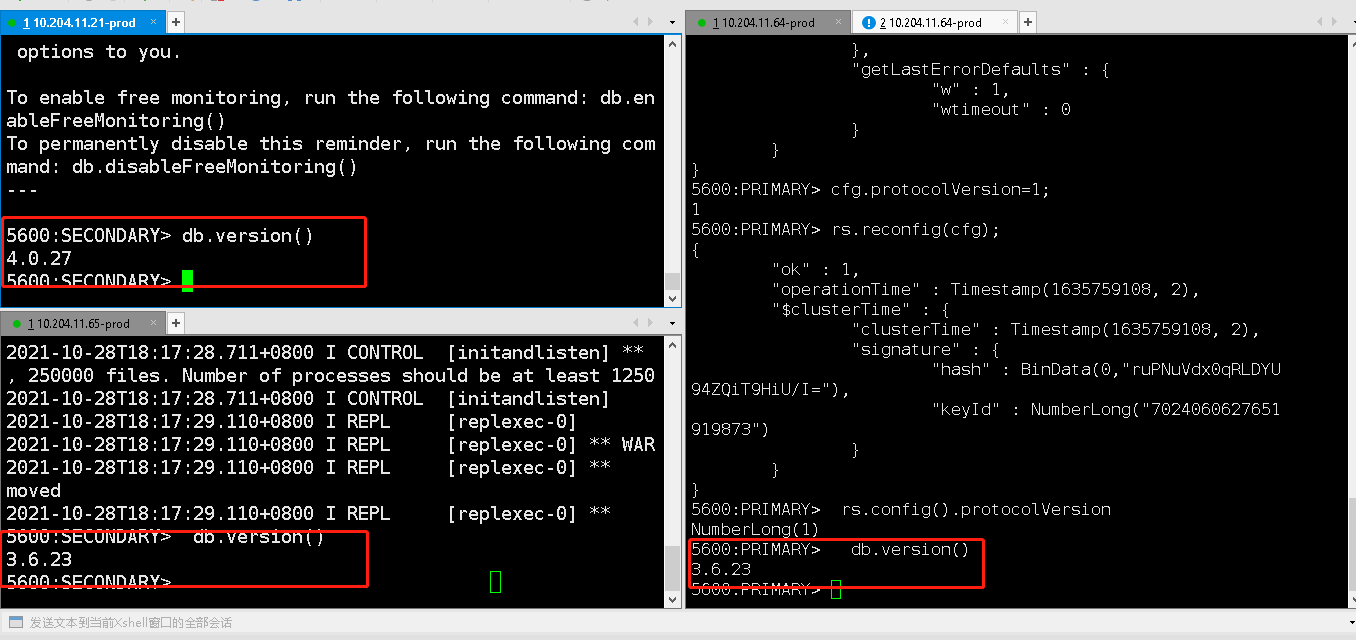 1 10.204.11.21-prod × +
options to you.
To enable free monitoring, run the following command: db.en
ableFreeMonitoring()
To permanently disable this reminder, run the following com
mand: db.disableFreeMonitoring()
---
5600:SECONDARY> db.version()
4.0.27
5600:SECONDARY>
1 10.204.11.65-prod × +
2021-10-28T18:17:28.711+0800 I CONTROL  [initandlisten] **
, 250000 files. Number of processes should be at least 1250
2021-10-28T18:17:28.711+0800 I CONTROL  [initandlisten]
2021-10-28T18:17:29.110+0800 I REPL     [replexec-0]
2021-10-28T18:17:29.110+0800 I REPL     [replexec-0] ** WAR
2021-10-28T18:17:29.110+0800 I REPL     [replexec-0] **
moved
2021-10-28T18:17:29.110+0800 I REPL     [replexec-0] **
5600:SECONDARY>  db.version()
3.6.23
5600:SECONDARY>
1 10.204.11.64-prod × 2 10.204.11.64-prod × +
},
"getLastErrorDefaults" : {
"w" : 1,
"wtimeout" : 0
}
}
}
5600:PRIMARY> cfg.protocolVersion=1;
1
5600:PRIMARY> rs.reconfig(cfg);
{
"ok" : 1,
"operationTime" : Timestamp(1635759108, 2),
"$clusterTime" : {
"clusterTime" : Timestamp(1635759108, 2),
"signature" : {
"hash" : BinData(0,"ruPNuVdx0qRLDYU
94ZQiT9HiU/I="),
"keyId" : NumberLong("7024060627651
919873")
}
}
}
5600:PRIMARY>  rs.config().protocolVersion
NumberLong(1)
5600:PRIMARY>   db.version()
3.6.23
5600:PRIMARY>
发送文本到当前Xshell窗口的全部会话